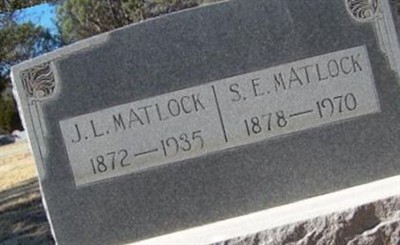 J. L. MATLOCK
1872 — 1935
S. E. MATLOCK
1878 — 1970